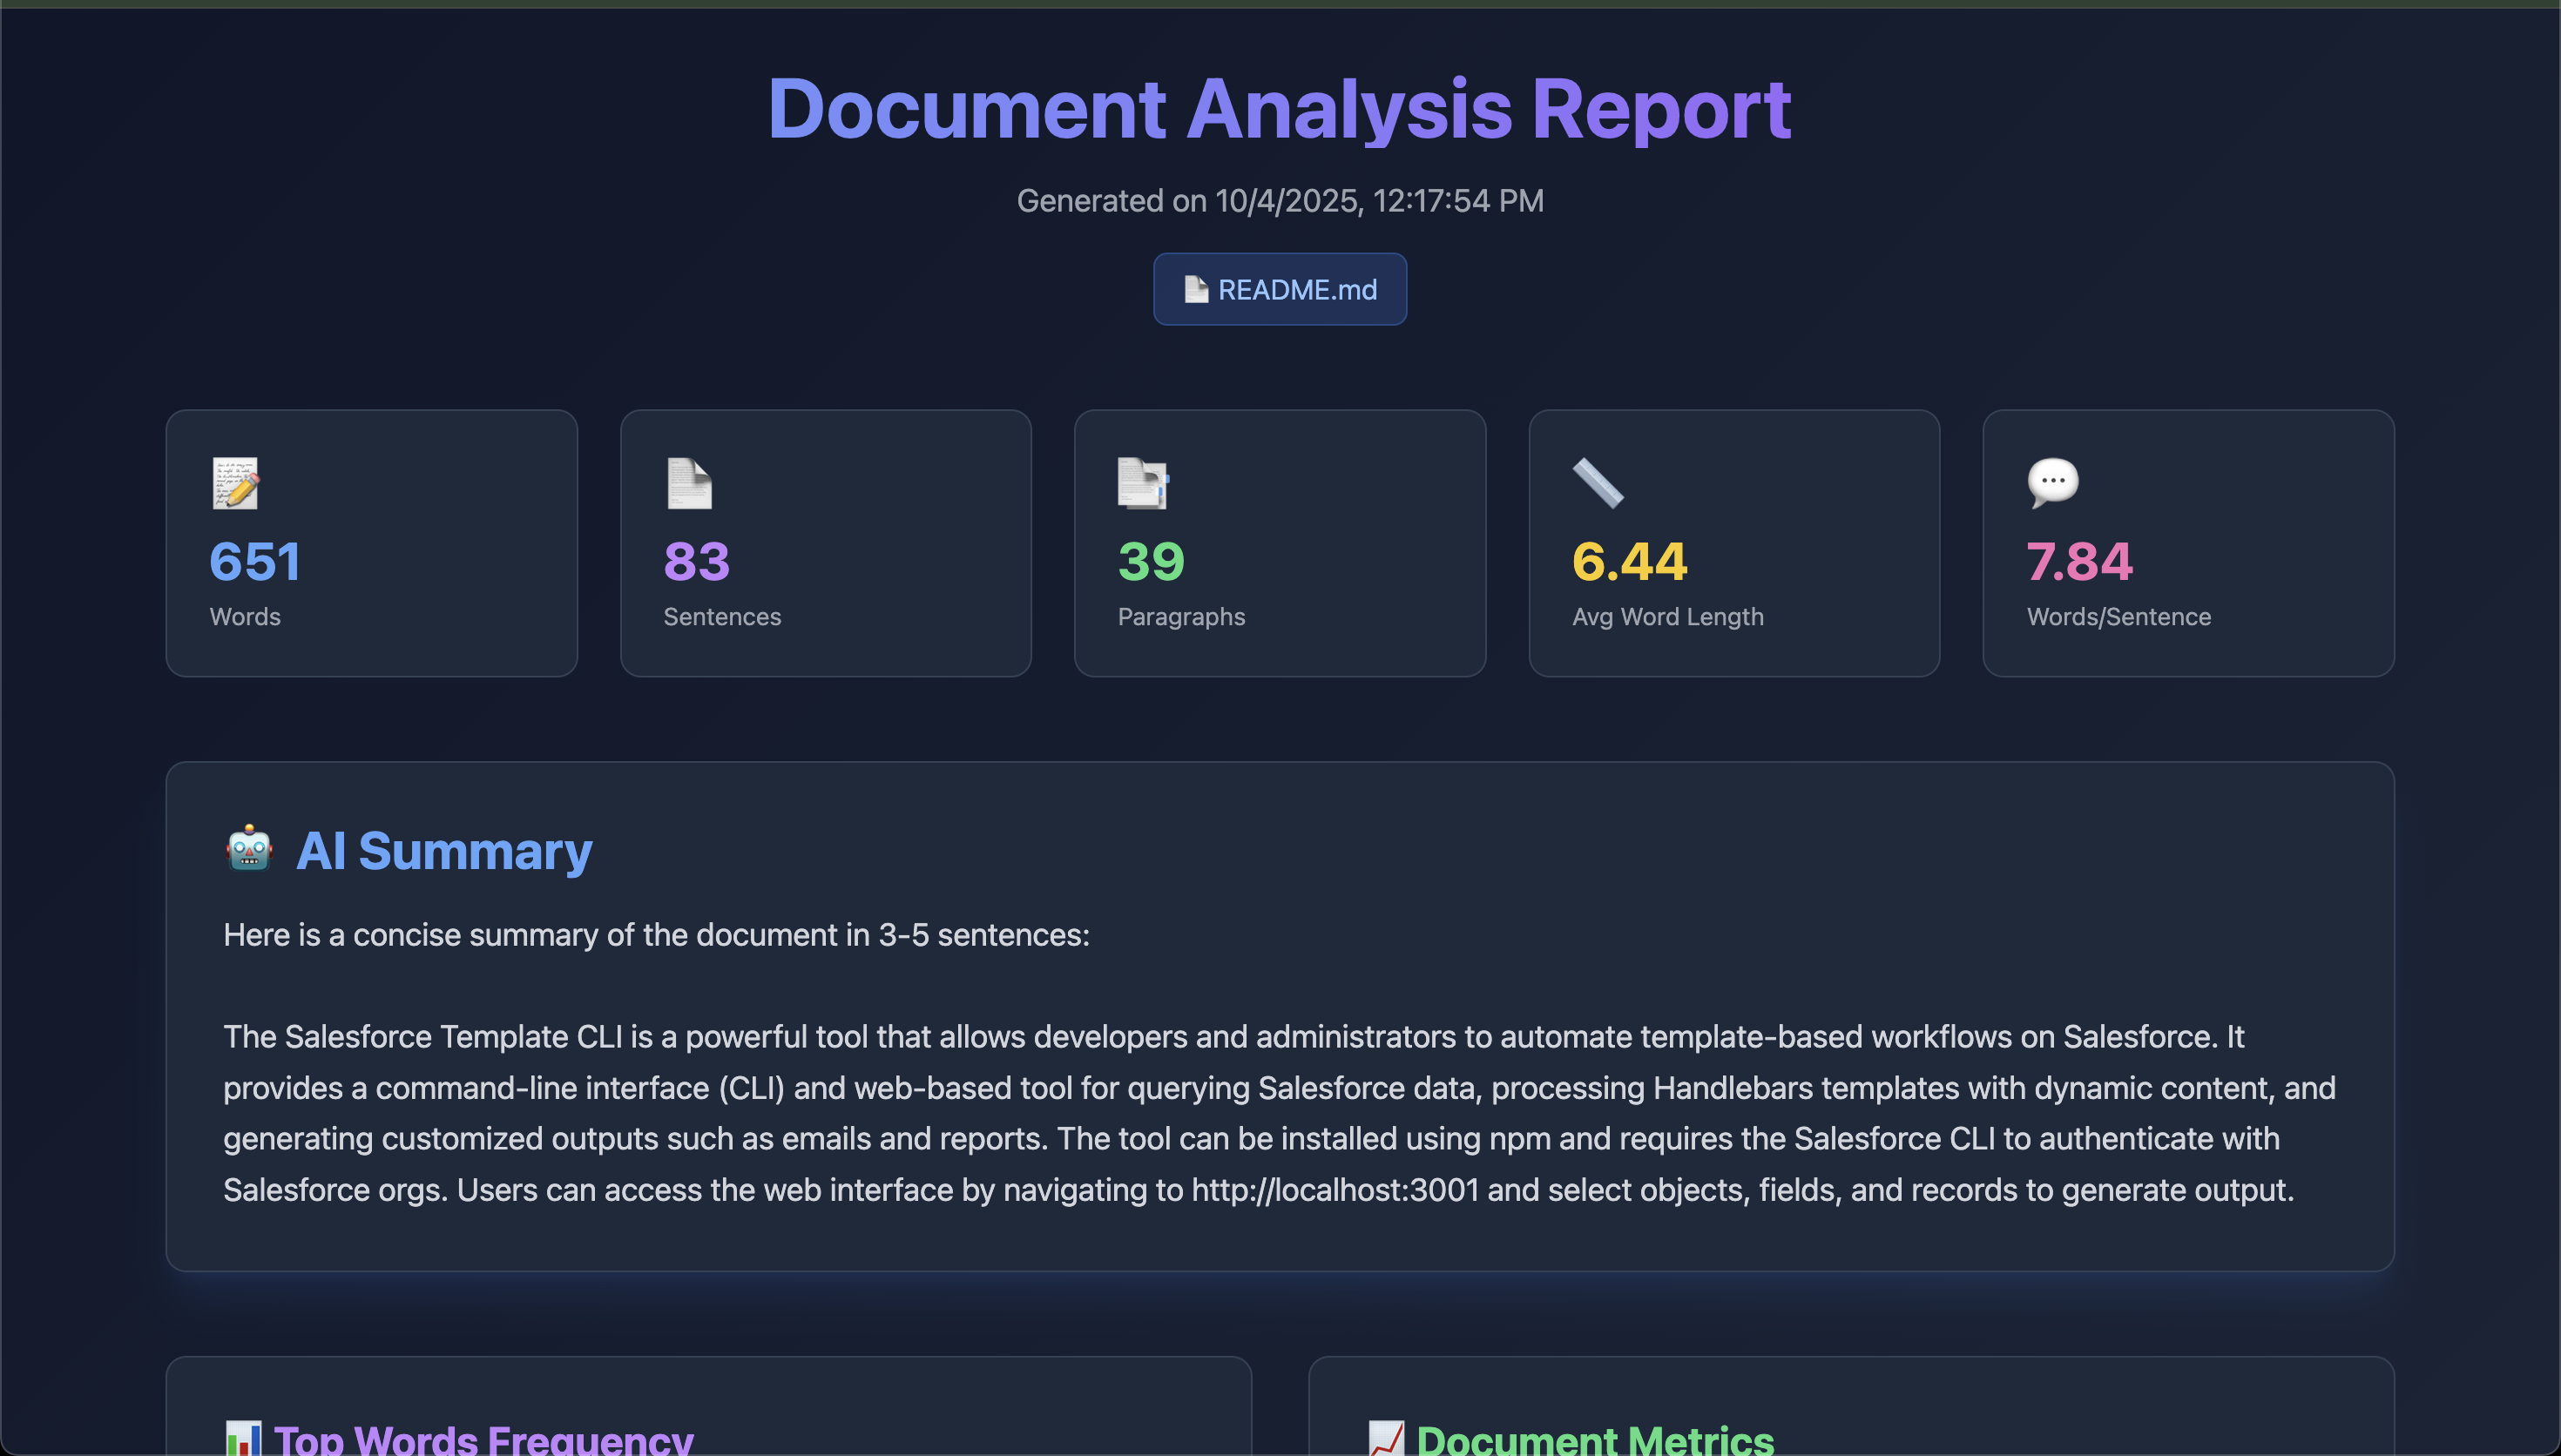 Document Analysis Report
Generated on 10/4/2025, 12:17:54 PM
README.md
651
Words
83
Sentences
39
Paragraphs
6.44
Avg Word Length
7.84
Words/Sentence
AI Summary
Here is a concise summary of the document in 3-5 sentences:
The Salesforce Template CLI is a powerful tool that allows developers and administrators to automate template-based workflows on Salesforce. It
provides a command-line interface (CLI) and web-based tool for querying Salesforce data, processing Handlebars templates with dynamic content, and
generating customized outputs such as emails and reports. The tool can be installed using npm and requires the Salesforce CLI to authenticate with
Salesforce orgs. Users can access the web interface by navigating to http://localhost:3001 and select objects, fields, and records to generate output.
Top Words Frequency
Document Metrics